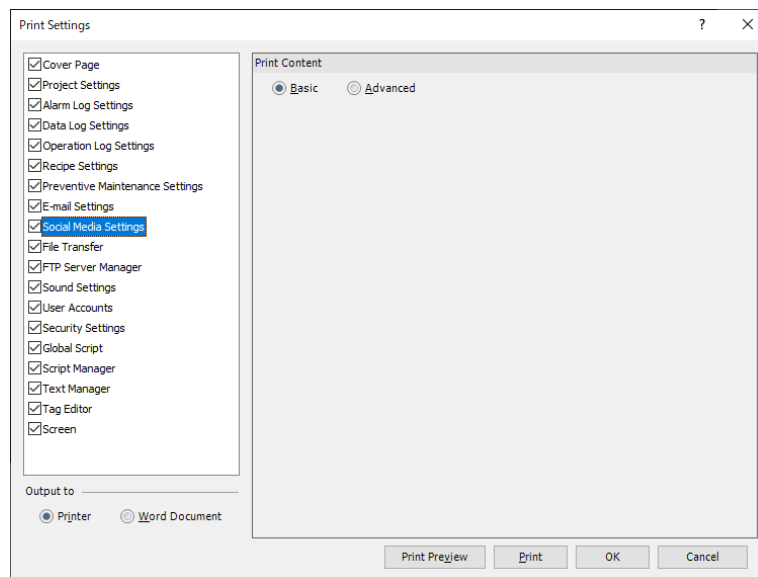 Print Settings
?
Cover Page
Project Settings
Alarm Log Settings
Data Log Settings
Operation Log Settings
Recipe Settings
Preventive Maintenance Settings
E-mail Settings
Social Media Settings
File Transfer
FTP Server Manager
Sound Settings
User Accounts
Security Settings
Global Script
Script Manager
Text Manager
Tag Editor
Screen
Output to
Printer Word Document
Print Content
Basic Advanced
Print Preview Print OK Cancel